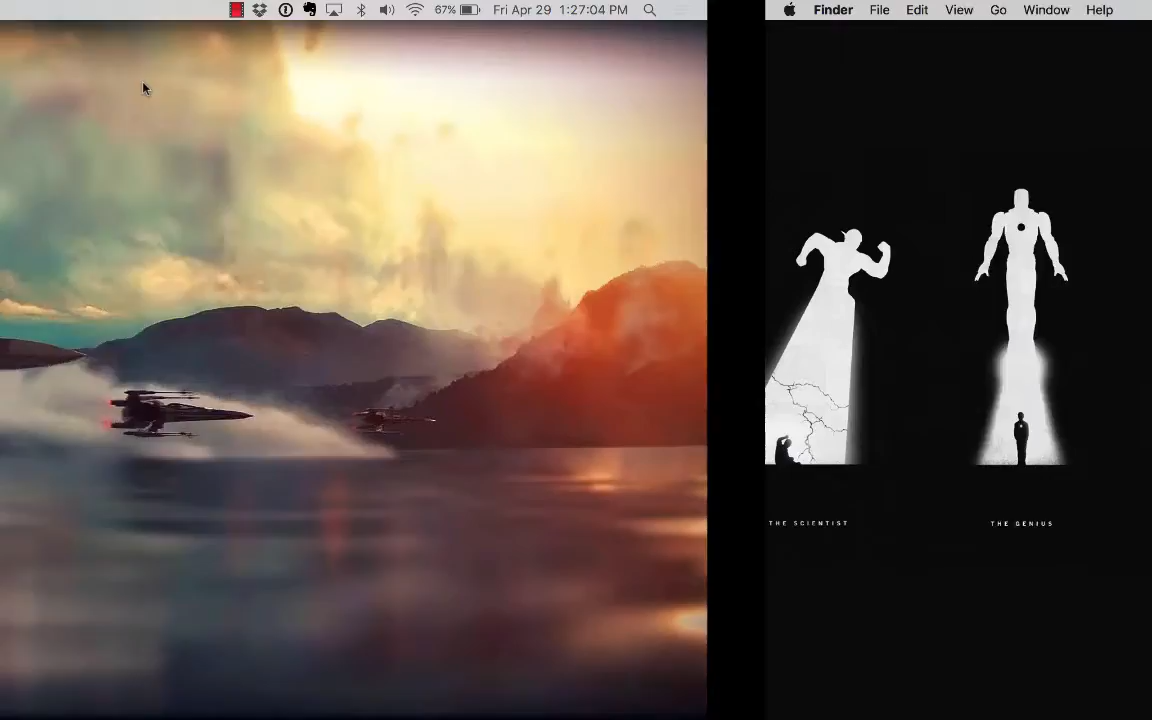 67% Fri Apr 29 1:27:04 PM
Finder File Edit View Go Window Help
THE SCIENTIST
THE GENIUS